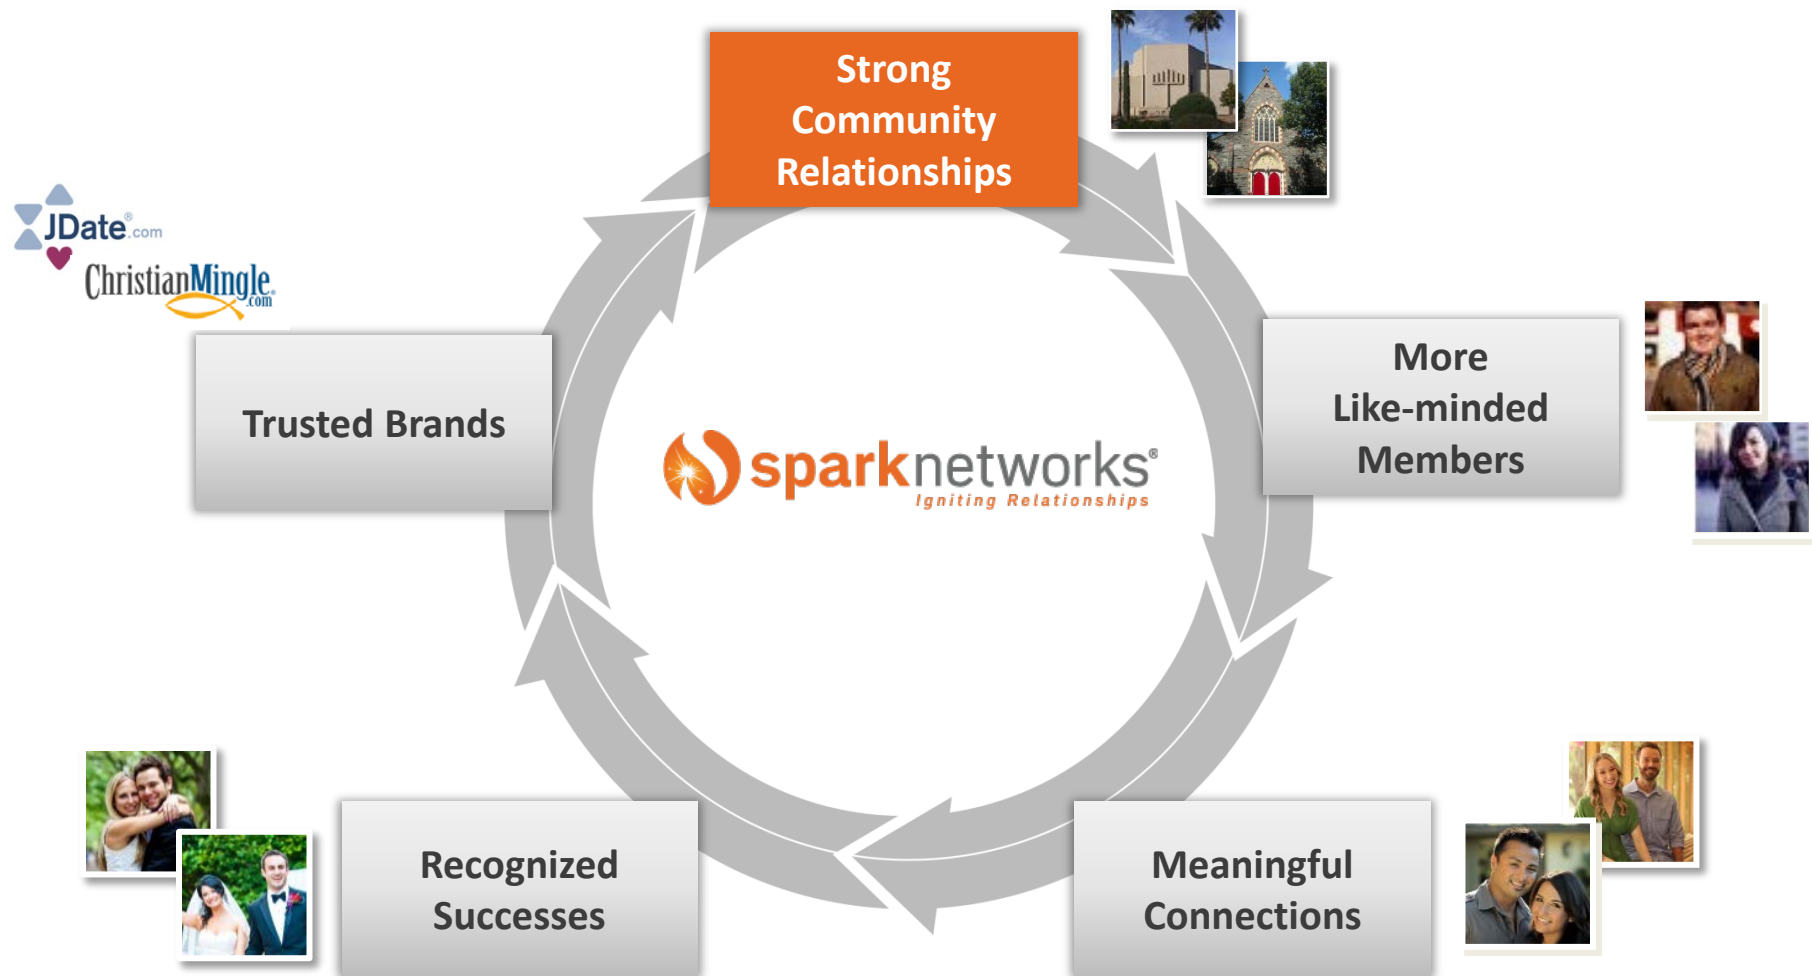 Strong
Community
Relationships
JDate®.com
ChristianMingle®
.com
Trusted Brands
More
Like-minded
Members
sparknetworks®
Igniting Relationships
Recognized
Successes
Meaningful
Connections